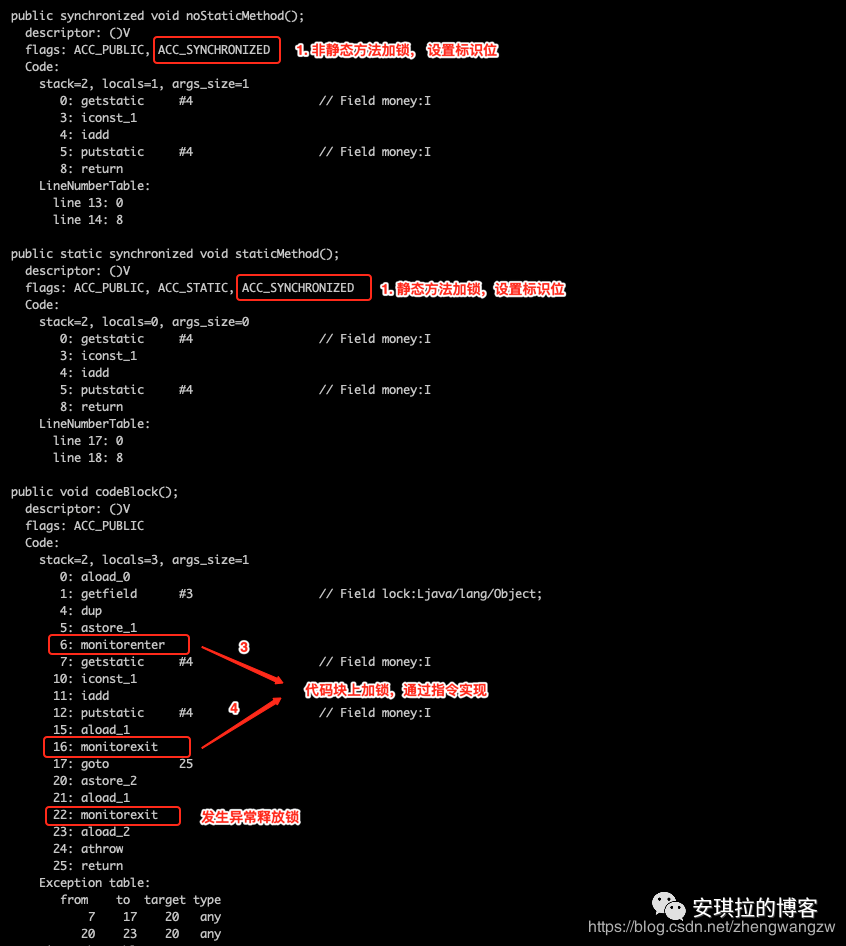 public synchronized void noStaticMethod();
descriptor: ()V
flags: ACC_PUBLIC, ACC_SYNCHRONIZED 1. 非静态方法加锁， 设置标识位
Code:
stack=2, locals=1, args_size=1
0: getstatic #4 // Field money:I
3: iconst_1
4: iadd
5: putstatic #4 // Field money:I
8: return
LineNumberTable:
line 13: 0
line 14: 8
public static synchronized void staticMethod();
descriptor: ()V
flags: ACC_PUBLIC, ACC_STATIC, ACC_SYNCHRONIZED 1. 静态方法加锁，设置标识位
Code:
stack=2, locals=0, args_size=0
0: getstatic #4 // Field money:I
3: iconst_1
4: iadd
5: putstatic #4 // Field money:I
8: return
LineNumberTable:
line 17: 0
line 18: 8
public void codeBlock();
descriptor: ()V
flags: ACC_PUBLIC
Code:
stack=2, locals=3, args_size=1
0: aload_0
1: getfield #3 // Field lock:Ljava/lang/Object;
4: dup
5: astore_1
6: monitorenter 3
7: getstatic #4 // Field money:I
10: iconst_1 代码块上加锁，通过指令实现
11: iadd
12: putstatic #4 // Field money:I
4
15: aload_1
16: monitorexit
17: goto 25
20: astore_2
21: aload_1
22: monitorexit 发生异常释放锁
23: aload_2
24: athrow
25: return
Exception table:
from to target type
7 17 20 any
20 23 20 any
安琪拉的博客
https://blog.csdn.net/zhengwangzw